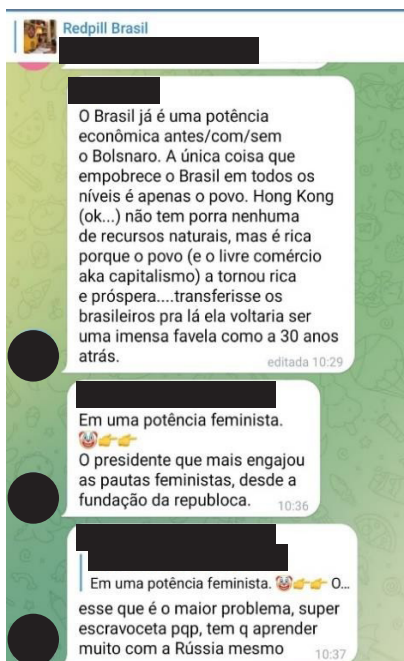 Redpill Brasil
O Brasil já é uma potência
econômica antes/com/sem
o Bolsnaro. A única coisa que
empobrece o Brasil em todos os
níveis é apenas o povo. Hong Kong
(ok...) não tem porra nenhuma
de recursos naturais, mas é rica
porque o povo (e o livre comércio
aka capitalismo) a tornou rica
e próspera....transferisse os
brasileiros pra lá ela voltaria ser
uma imensa favela como a 30 anos
atrás.
editada 10:29
Em uma potência feminista.
🤡👉👉
O presidente que mais engajou
as pautas feministas, desde a
fundação da republoca.
10:36
Em uma potência feminista. 🤡👉👉 O...
esse que é o maior problema, super
escravoceta pqp, tem q aprender
muito com a Rússia mesmo
10:37